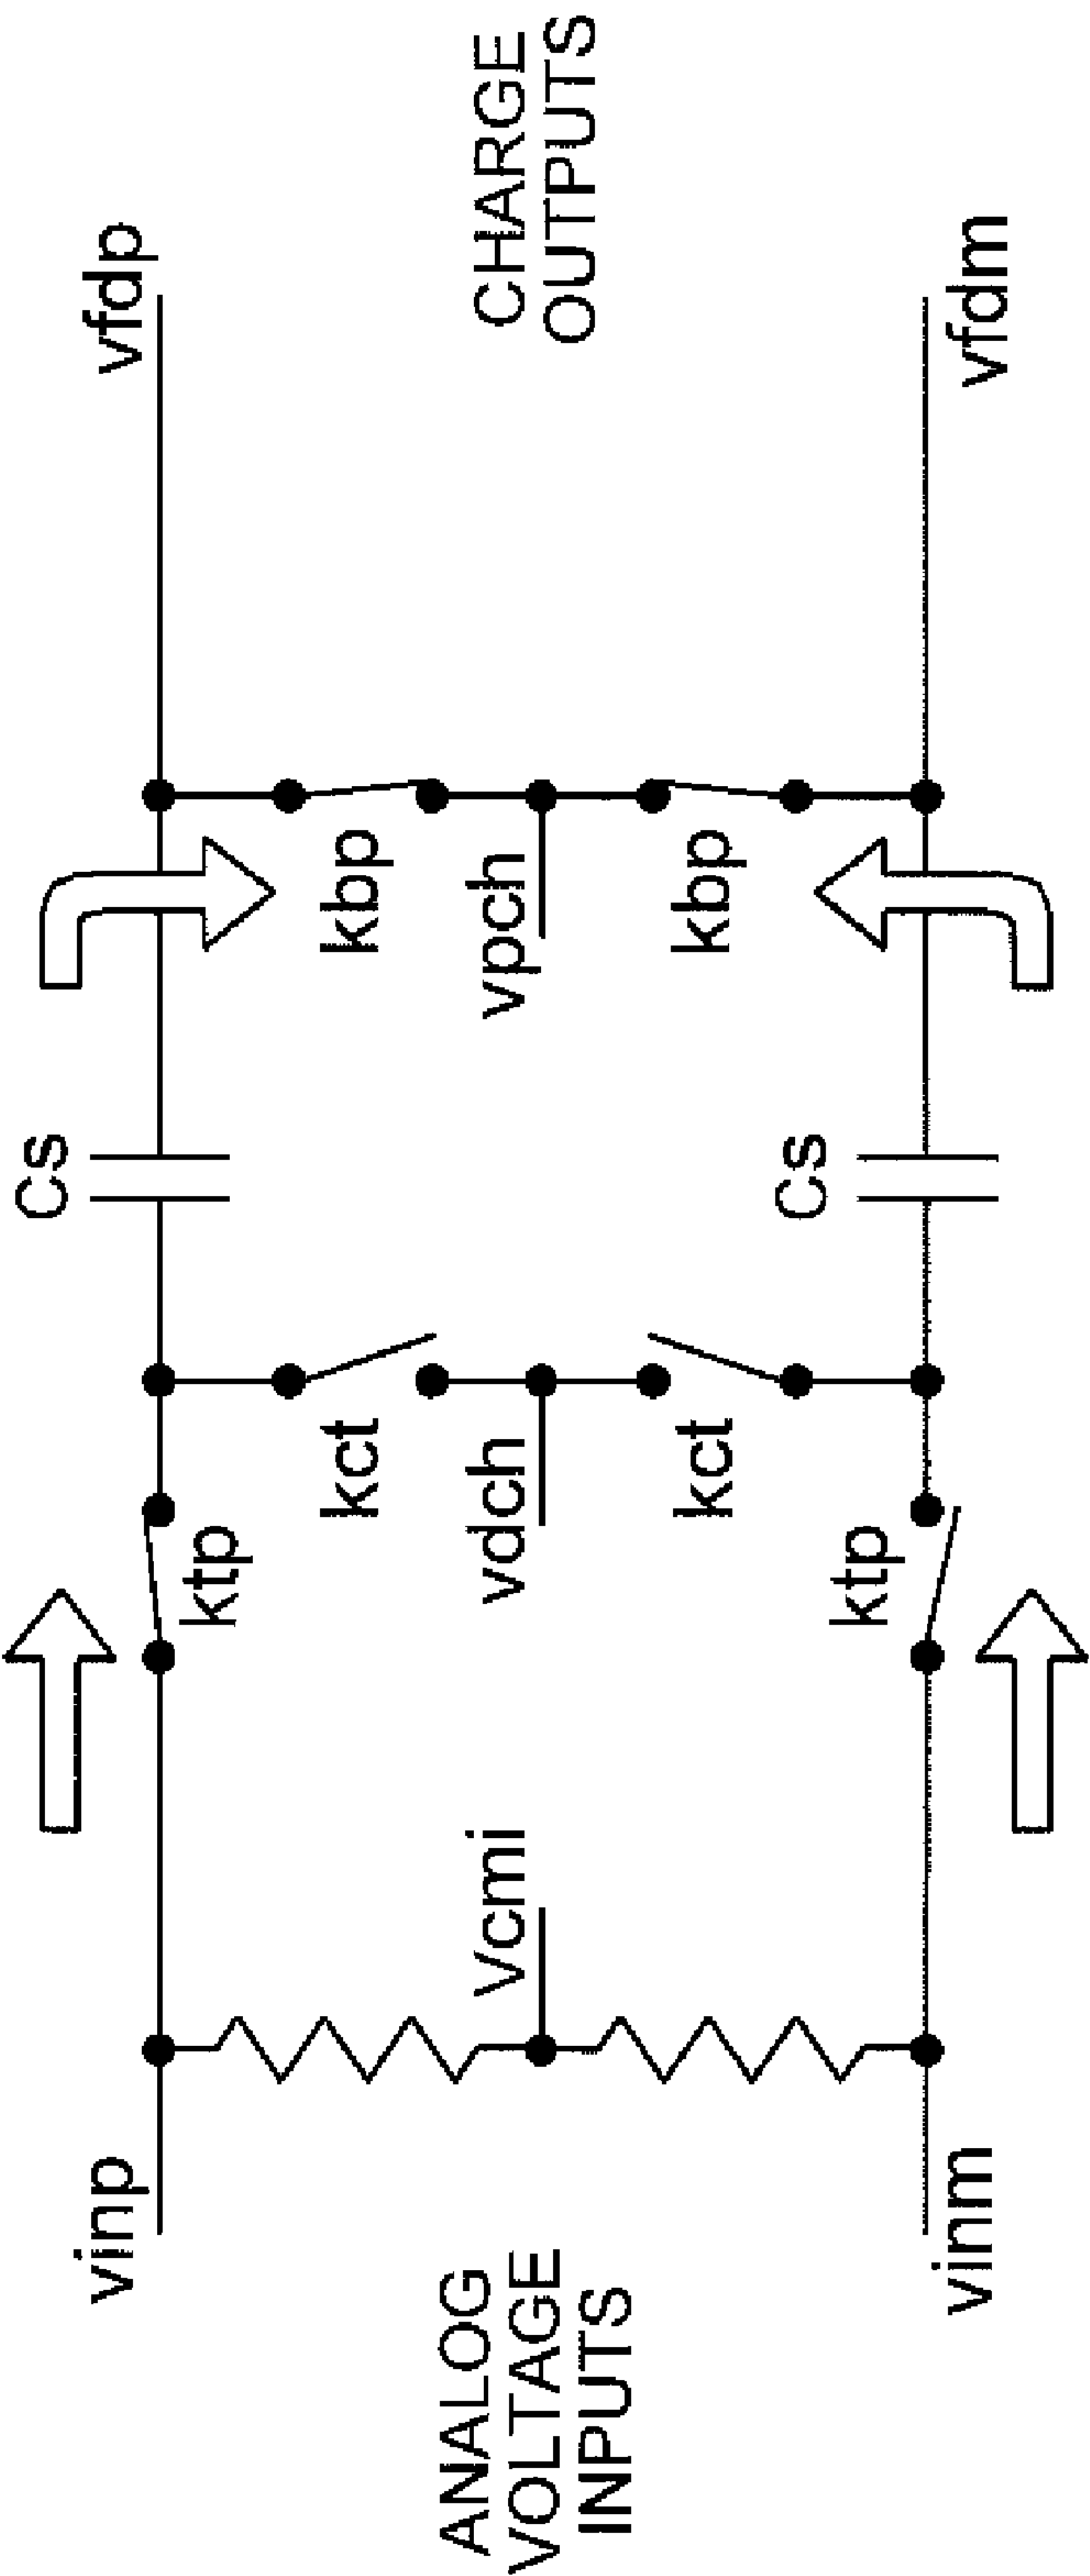 ANALOG
VOLTAGE
INPUTS
vinp
vinm
Vcmi
ktp
ktp
kct
vdch
kct
Cs
Cs
kbp
vpch
kbp
vfdp
vfdm
CHARGE
OUTPUTS